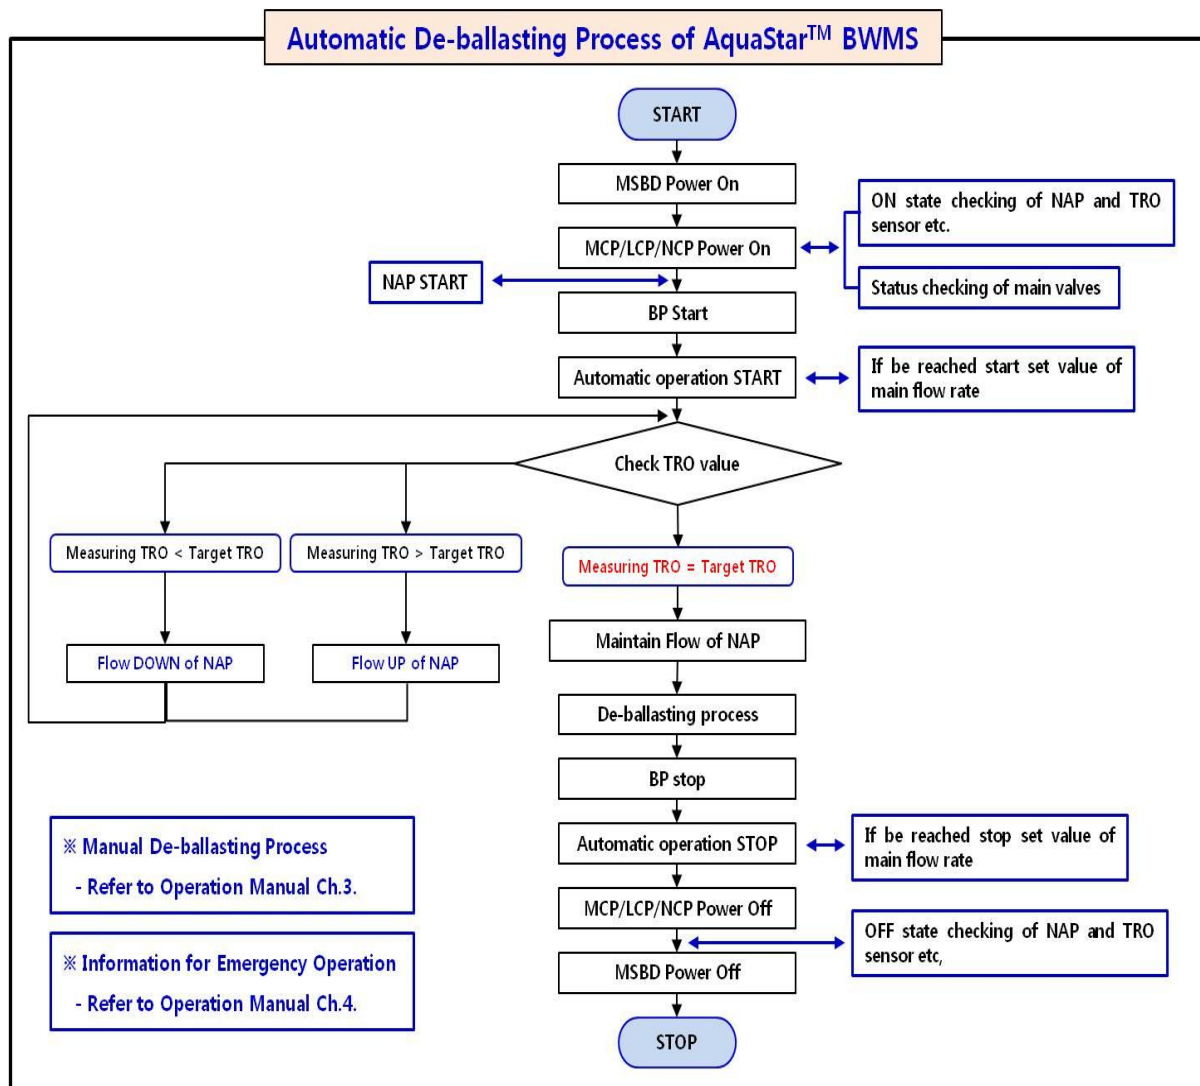 Automatic De-ballasting Process of AquaStar™ BWMS
START
MSBD Power On
MCP/LCP/NCP Power On
ON state checking of NAP and TRO
sensor etc.
Status checking of main valves
NAP START
BP Start
Automatic operation START
If be reached start set value of
main flow rate
Check TRO value
Measuring TRO < Target TRO
Measuring TRO > Target TRO
Measuring TRO = Target TRO
Flow DOWN of NAP
Flow UP of NAP
Maintain Flow of NAP
De-ballasting process
BP stop
Automatic operation STOP
If be reached stop set value of
main flow rate
MCP/LCP/NCP Power Off
OFF state checking of NAP and TRO
sensor etc,
MSBD Power Off
STOP
※ Manual De-ballasting Process
- Refer to Operation Manual Ch.3.
※ Information for Emergency Operation
- Refer to Operation Manual Ch.4.